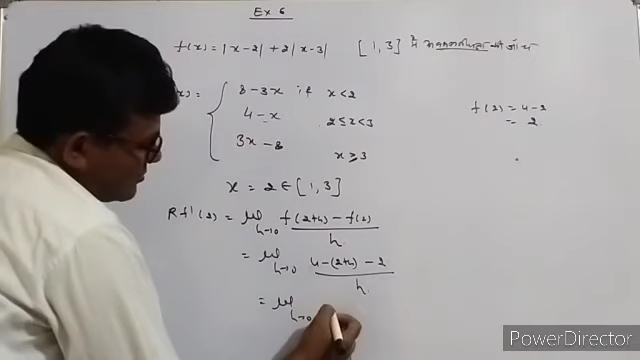 Ex 6
f(x) = |x-2| + 2|x-3| [1,3] में अवकलनीयता की जाँच
(x) = { 8-3x if x<2
4-x 2≤x<3
3x-8 x≥3
f(2) = 4-2
= 2
x = 2 ∈ [1,3]
Rf'(2) = lim h→0 f(2+h) - f(2) / h
= lim h→0 4-(2+h) - 2 / h
= lim h→0
PowerDirector